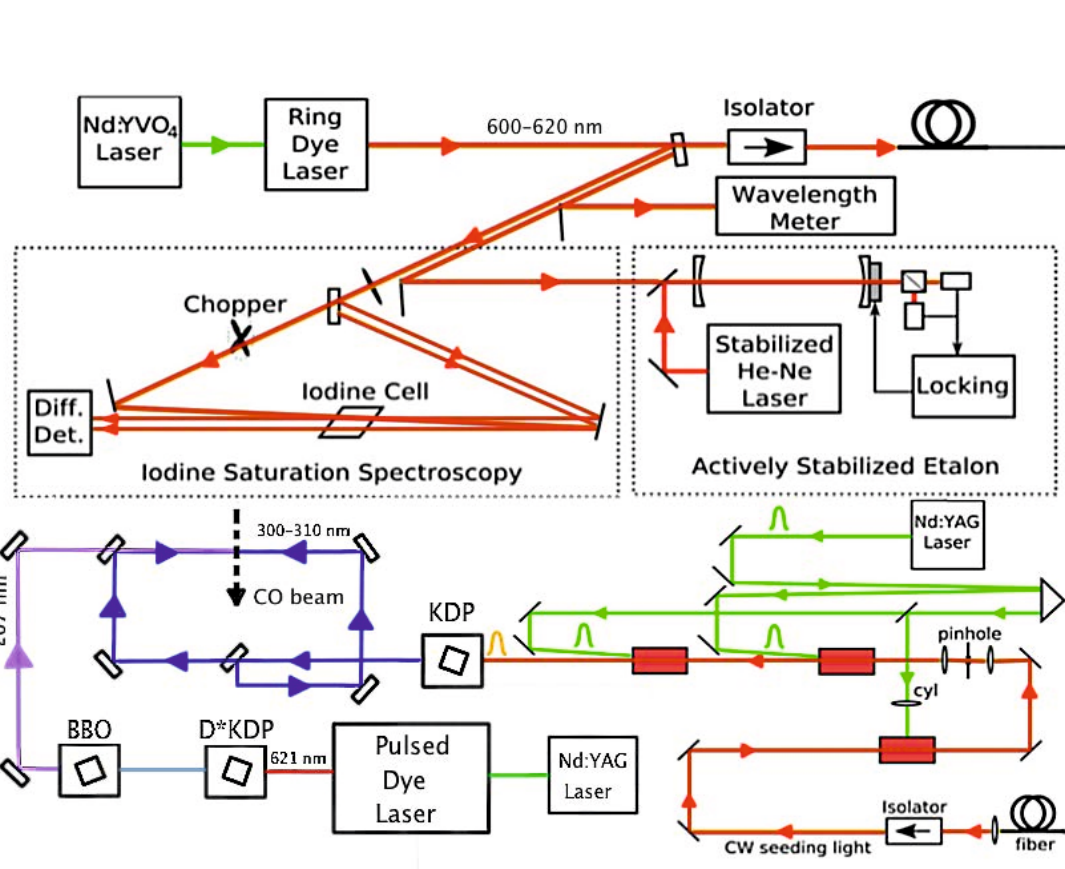 Nd:YVO4
Laser
Ring
Dye
Laser
600-620 nm
Isolator
Wavelength
Meter
Chopper
Iodine Cell
Diff.
Det.
Iodine Saturation Spectroscopy
Stabilized
He-Ne
Laser
Locking
Actively Stabilized Etalon
300-310 nm
CO beam
KDP
Nd:YAG
Laser
pinhole
cyl
BBO
D*KDP
621 nm
Pulsed
Dye
Laser
Nd:YAG
Laser
Isolator
CW seeding light
fiber